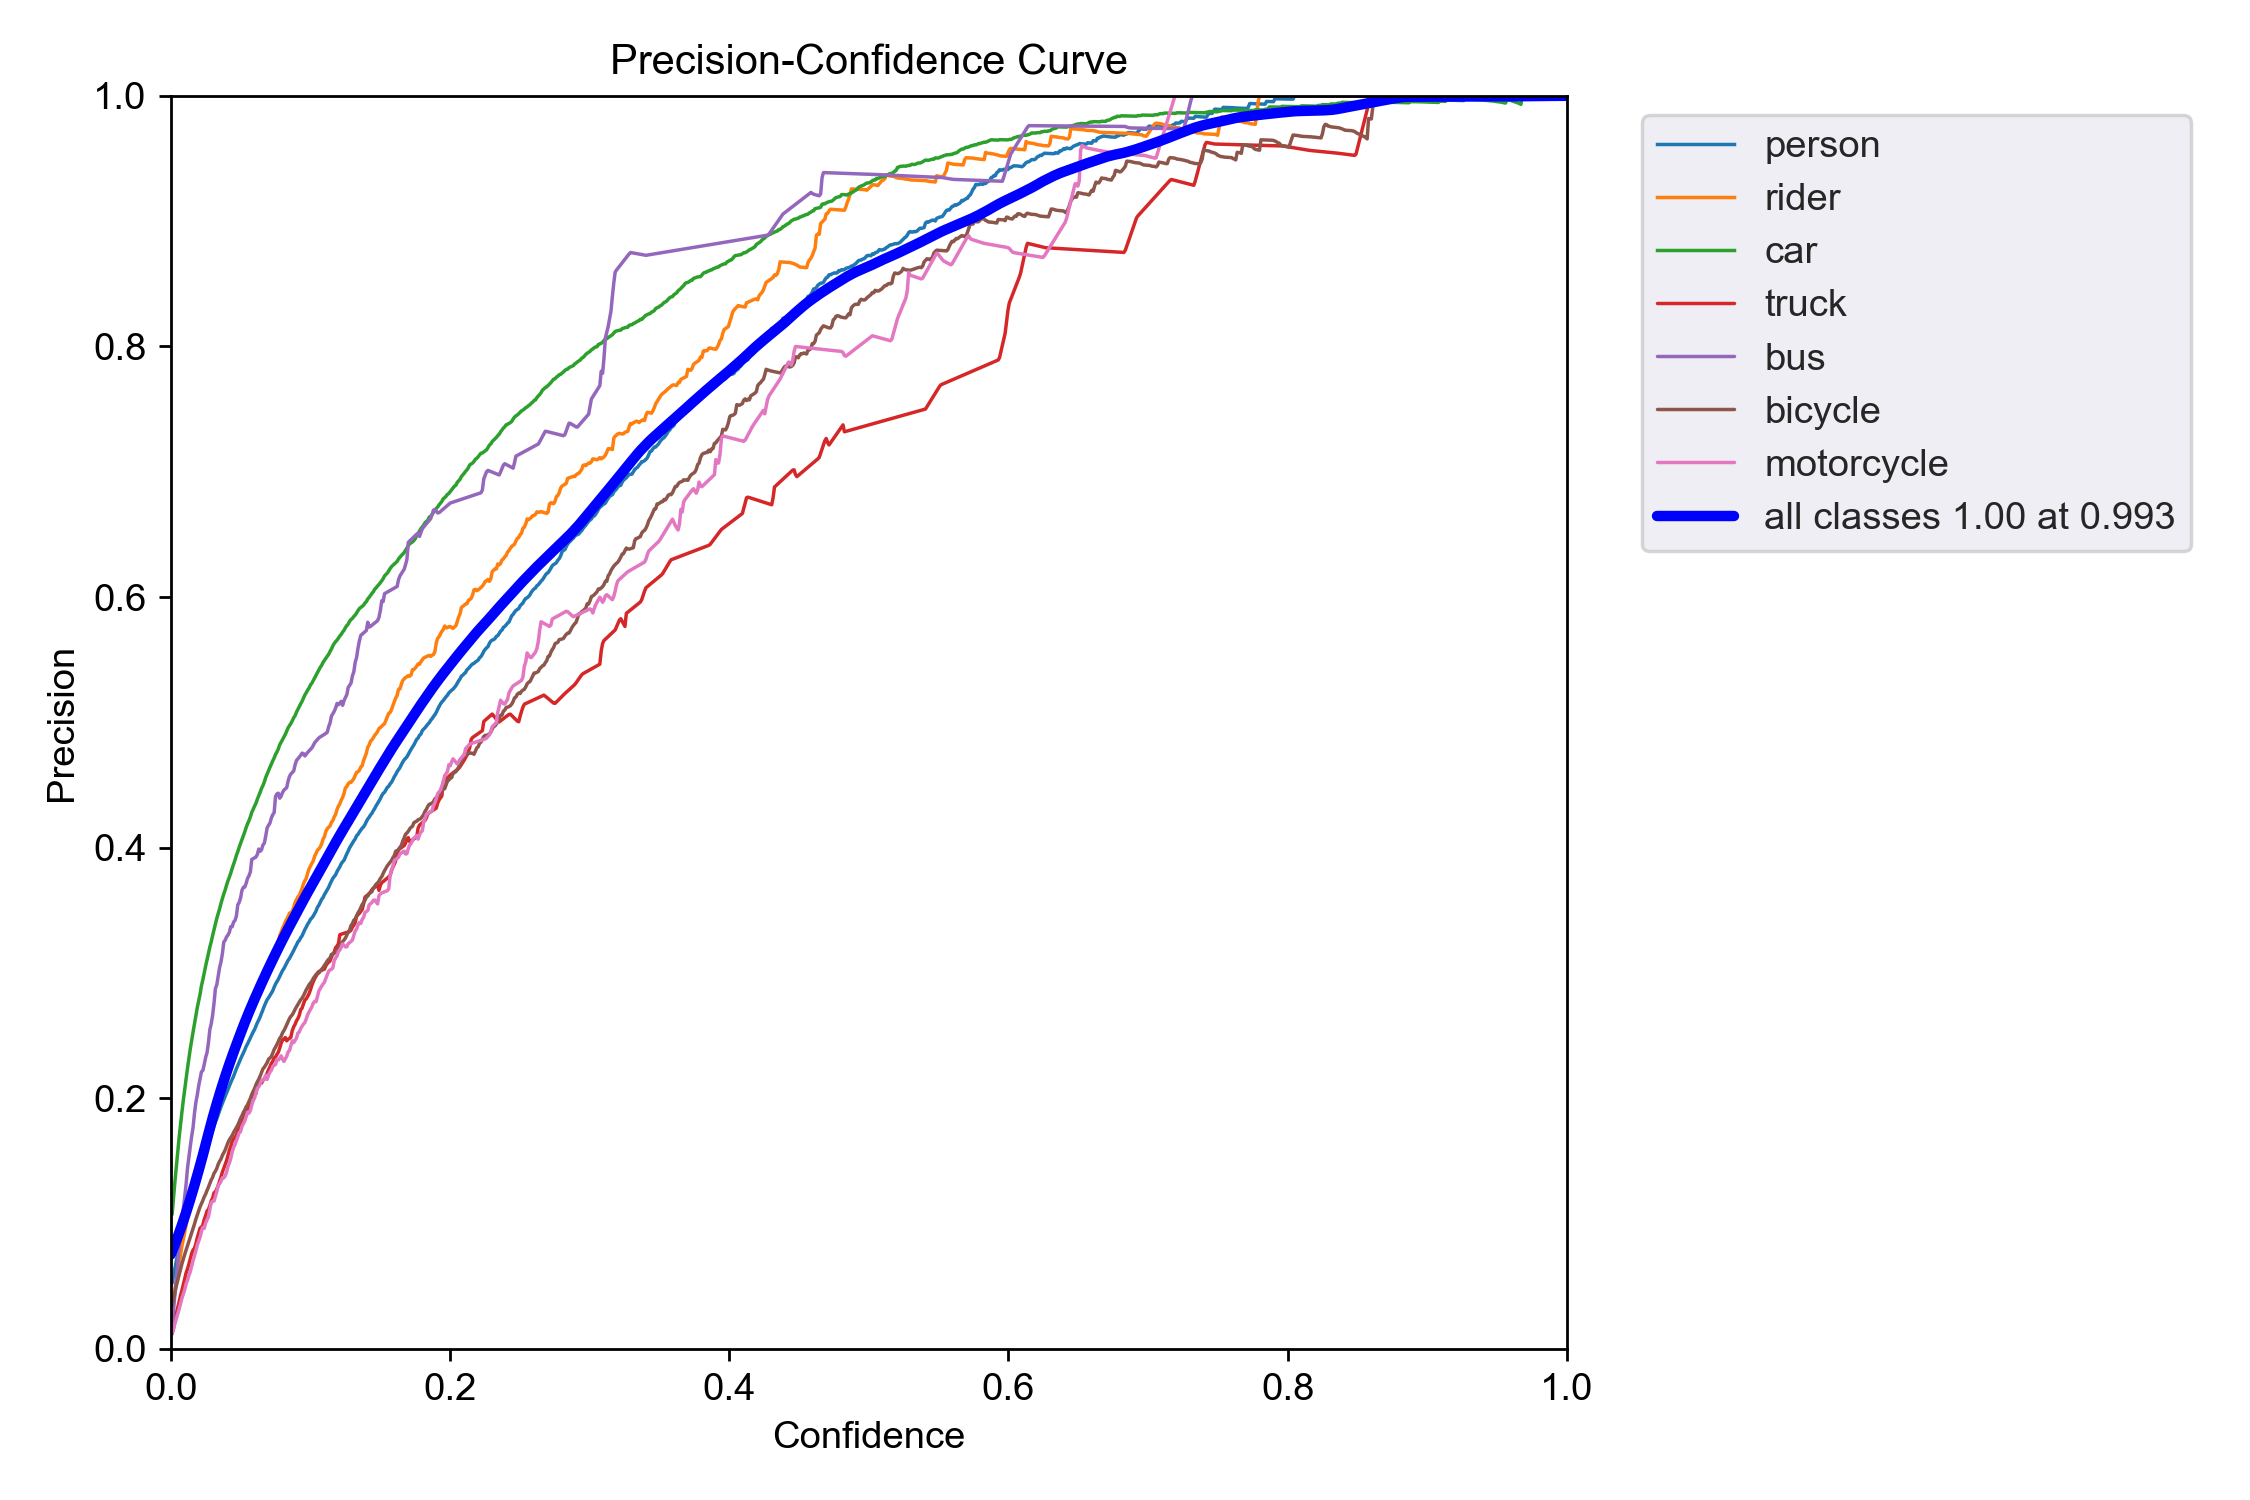 Precision-Confidence Curve
1.0
0.8
0.6
0.4
0.2
0.0
Precision
0.0 0.2 0.4 0.6 0.8 1.0
Confidence
person
rider
car
truck
bus
bicycle
motorcycle
all classes 1.00 at 0.993